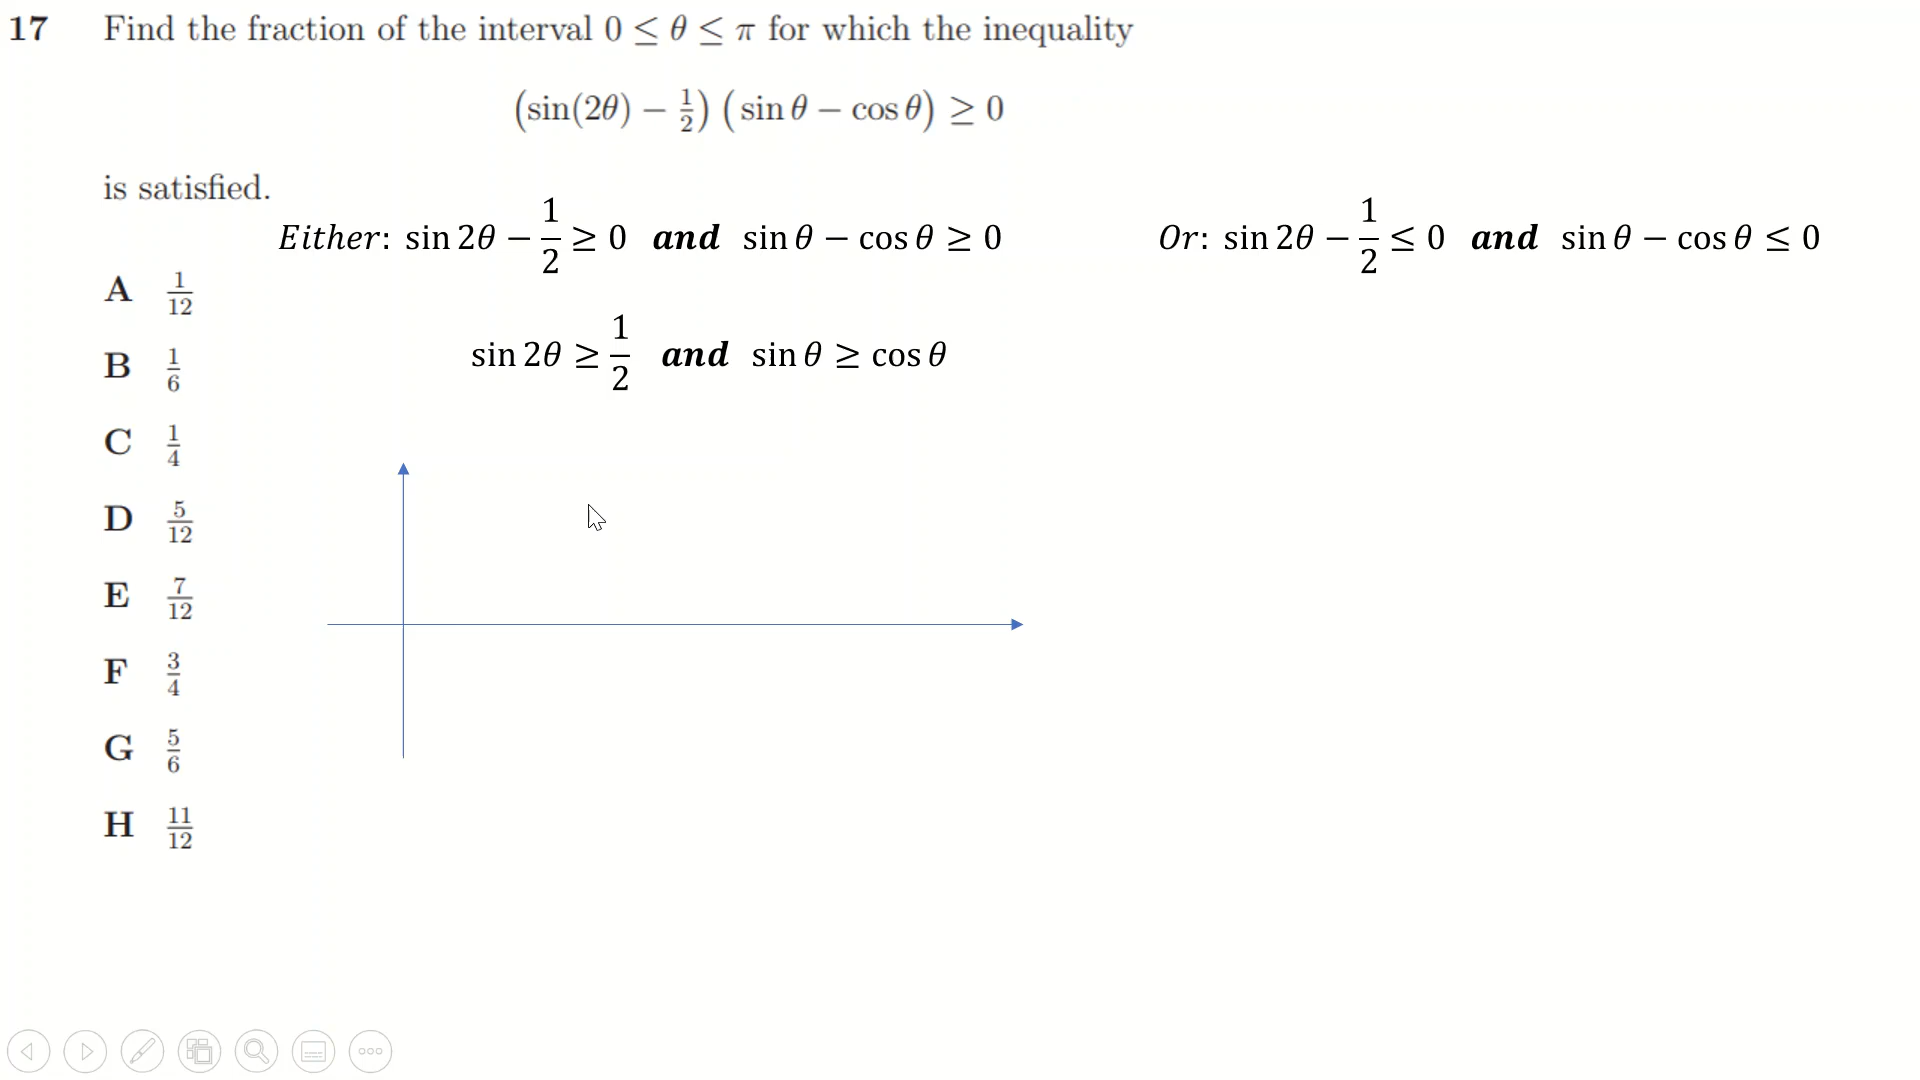 17 Find the fraction of the interval 0 ≤ θ ≤ π for which the inequality
(sin(2θ) − 1/2) (sin θ − cos θ) ≥ 0
is satisfied.
Either: sin 2θ − 1/2 ≥ 0 and sin θ − cos θ ≥ 0
Or: sin 2θ − 1/2 ≤ 0 and sin θ − cos θ ≤ 0
sin 2θ ≥ 1/2 and sin θ ≥ cos θ
A 1/12
B 1/6
C 1/4
D 5/12
E 7/12
F 3/4
G 5/6
H 11/12